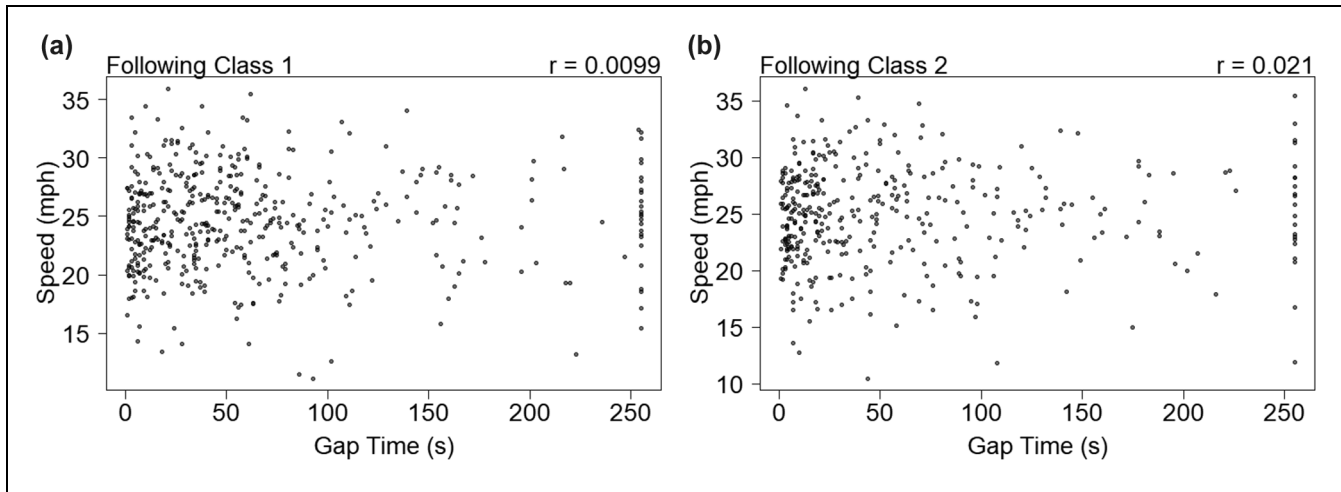 (a)
Following Class 1 r = 0.0099
35
30
25
20
15
Speed (mph)
0 50 100 150 200 250
Gap Time (s)
(b)
Following Class 2 r = 0.021
35
30
25
20
15
10
Speed (mph)
0 50 100 150 200 250
Gap Time (s)